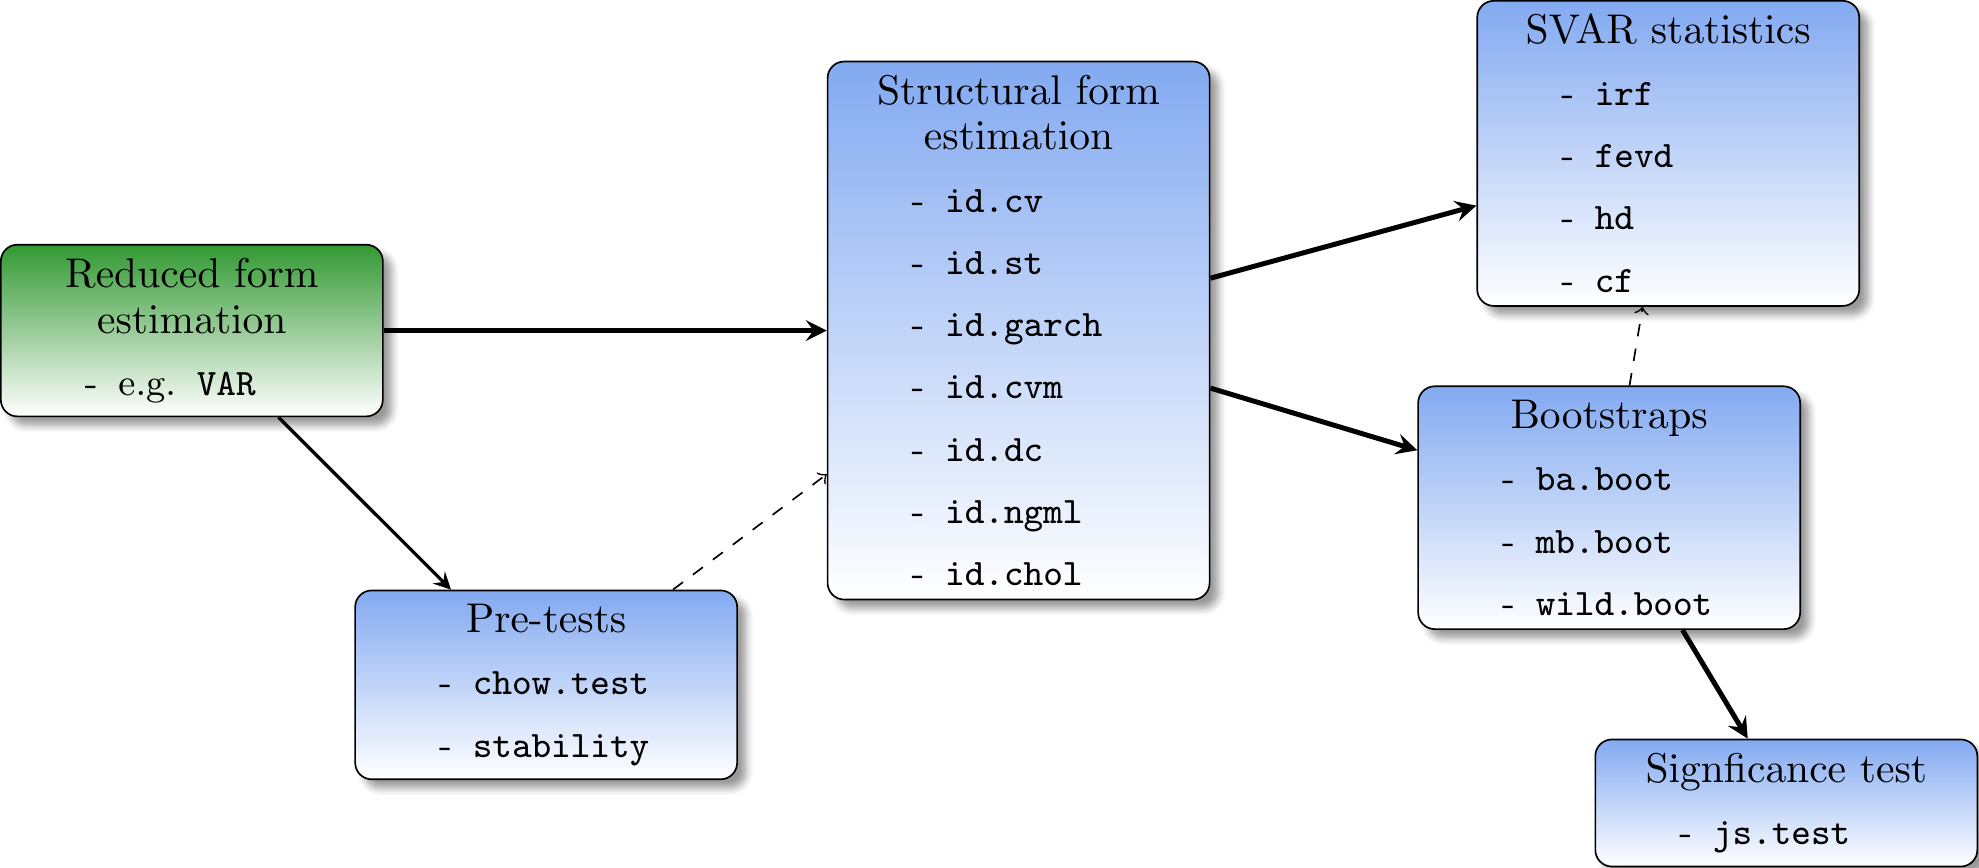 Reduced form
estimation
- e.g. VAR
Pre-tests
- chow.test
- stability
Structural form
estimation
- id.cv
- id.st
- id.garch
- id.cvm
- id.dc
- id.ngml
- id.chol
SVAR statistics
- irf
- fevd
- hd
- cf
Bootstraps
- ba.boot
- mb.boot
- wild.boot
Signficance test
- js.test